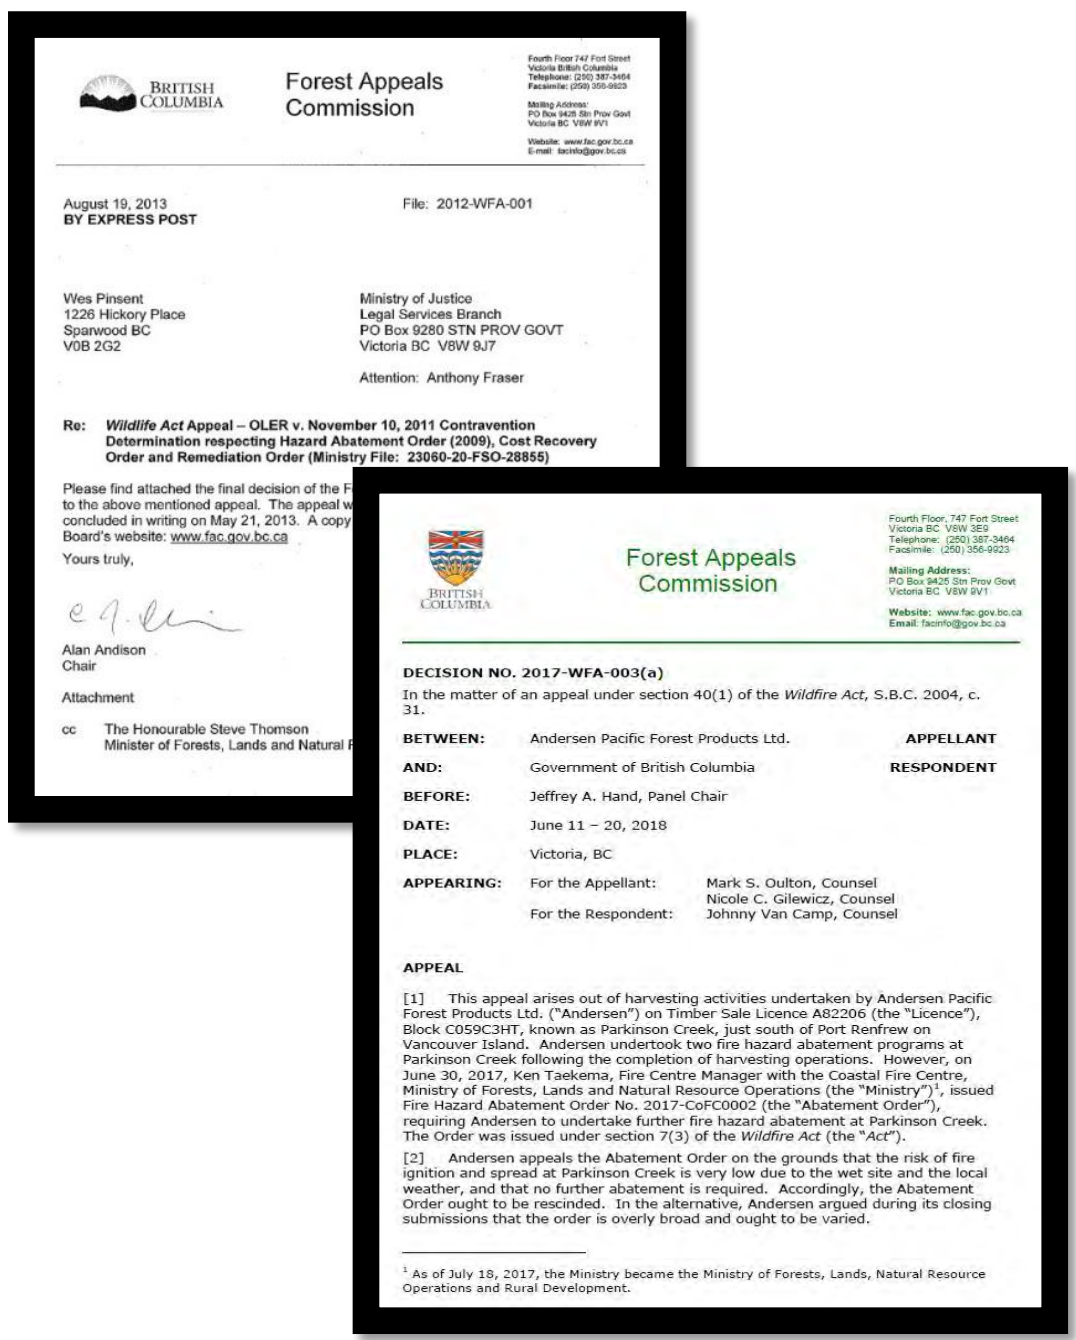 BRITISH
COLUMBIA
Forest Appeals
Commission
Fourth Floor 747 Fort Street
Victoria British Columbia
Telephone: (250) 387-3464
Facsimile: (250) 356-9923
Mailing Address:
PO Box 9425 Stn Prov Govt
Victoria BC V8W 9V1
Website: www.fac.gov.bc.ca
E-mail: facinfo@gov.bc.ca
August 19, 2013
BY EXPRESS POST
File: 2012-WFA-001
Wes Pinsent
1226 Hickory Place
Sparwood BC
V0B 2G2
Ministry of Justice
Legal Services Branch
PO Box 9280 STN PROV GOVT
Victoria BC V8W 9J7
Attention: Anthony Fraser
Re: Wildlife Act Appeal – OLER v. November 10, 2011 Contravention
Determination respecting Hazard Abatement Order (2009), Cost Recovery
Order and Remediation Order (Ministry File: 23060-20-FSO-28855)
Please find attached the final decision of the F
to the above mentioned appeal. The appeal w
concluded in writing on May 21, 2013. A copy
Board's website: www.fac.gov.bc.ca
Yours truly,
Alan Andison
Chair
Attachment
cc The Honourable Steve Thomson
Minister of Forests, Lands and Natural F
BRITISH
COLUMBIA
Forest Appeals
Commission
Fourth Floor, 747 Fort Street
Victoria BC V8W 3E9
Telephone: (250) 387-3464
Facsimile: (250) 356-9923
Mailing Address:
PO Box 9425 Stn Prov Govt
Victoria BC V8W 9V1
Website: www.fac.gov.bc.ca
Email: facinfo@gov.bc.ca
DECISION NO. 2017-WFA-003(a)
In the matter of an appeal under section 40(1) of the Wildfire Act, S.B.C. 2004, c.
31.
BETWEEN: Andersen Pacific Forest Products Ltd. APPELLANT
AND: Government of British Columbia RESPONDENT
BEFORE: Jeffrey A. Hand, Panel Chair
DATE: June 11 – 20, 2018
PLACE: Victoria, BC
APPEARING: For the Appellant: Mark S. Oulton, Counsel
Nicole C. Gilewicz, Counsel
For the Respondent: Johnny Van Camp, Counsel
APPEAL
[1] This appeal arises out of harvesting activities undertaken by Andersen Pacific
Forest Products Ltd. ("Andersen") on Timber Sale Licence A82206 (the "Licence"),
Block C059C3HT, known as Parkinson Creek, just south of Port Renfrew on
Vancouver Island. Andersen undertook two fire hazard abatement programs at
Parkinson Creek following the completion of harvesting operations. However, on
June 30, 2017, Ken Taekema, Fire Centre Manager with the Coastal Fire Centre,
Ministry of Forests, Lands and Natural Resource Operations (the "Ministry")1, issued
Fire Hazard Abatement Order No. 2017-CoFC0002 (the "Abatement Order"),
requiring Andersen to undertake further fire hazard abatement at Parkinson Creek.
The Order was issued under section 7(3) of the Wildfire Act (the "Act").
[2] Andersen appeals the Abatement Order on the grounds that the risk of fire
ignition and spread at Parkinson Creek is very low due to the wet site and the local
weather, and that no further abatement is required. Accordingly, the Abatement
Order ought to be rescinded. In the alternative, Andersen argued during its closing
submissions that the order is overly broad and ought to be varied.
1 As of July 18, 2017, the Ministry became the Ministry of Forests, Lands, Natural Resource
Operations and Rural Development.